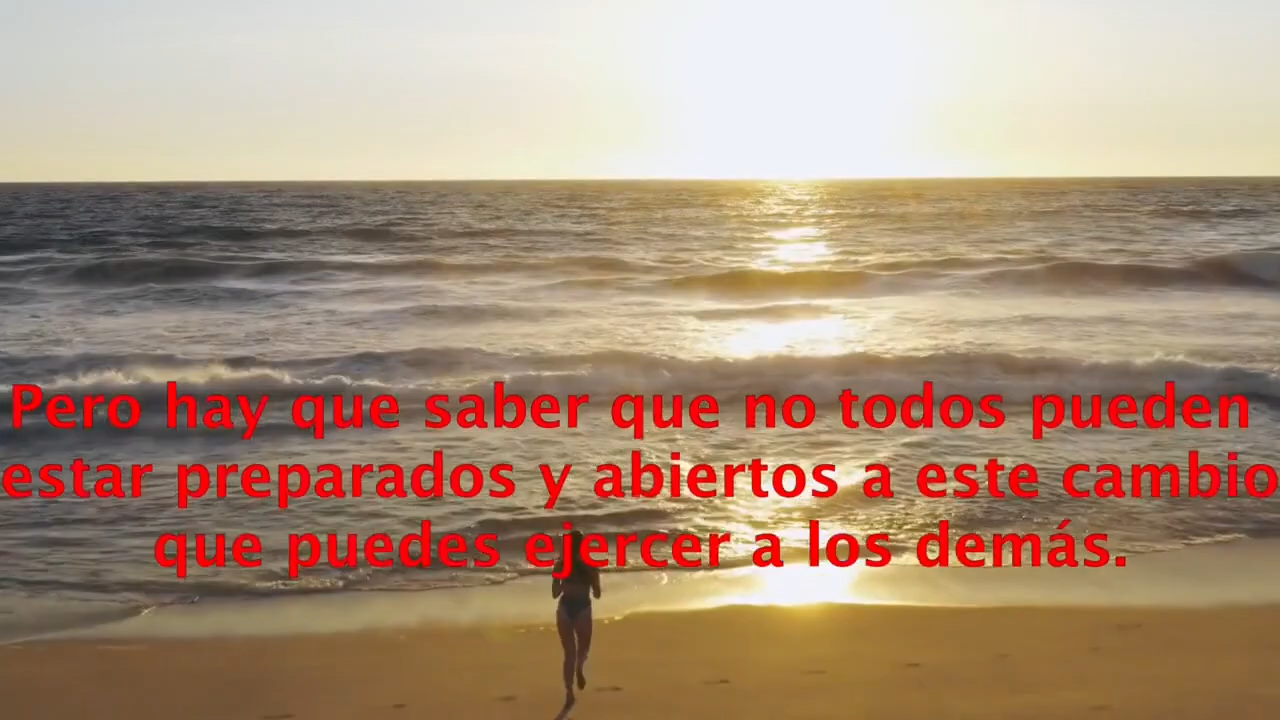 Pero hay que saber que no todos pueden
estar preparados y abiertos a este cambio
que puedes ejercer a los demás.